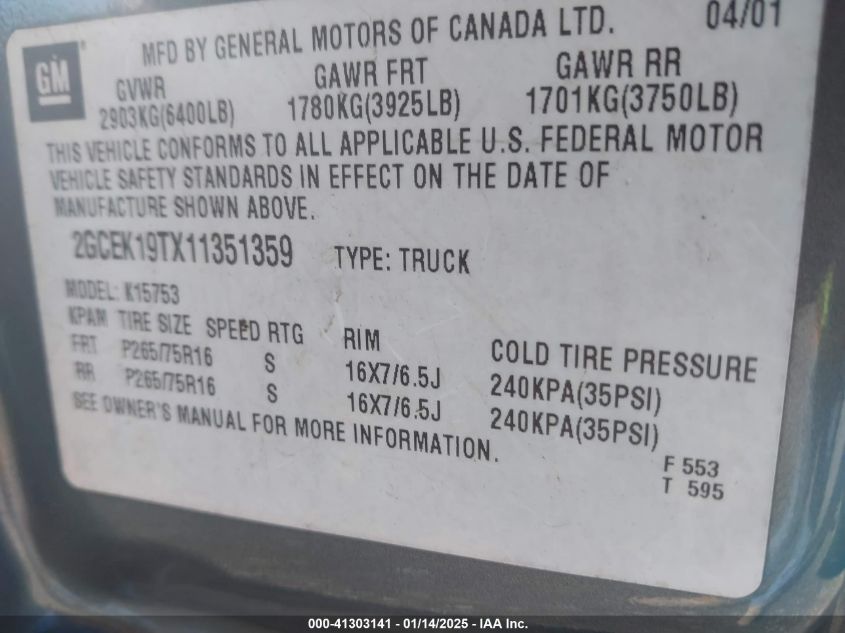 MFD BY GENERAL MOTORS OF CANADA LTD. 04/01
GM
GVWR GAWR FRT GAWR RR
2903KG(6400LB) 1780KG(3925LB) 1701KG(3750LB)
THIS VEHICLE CONFORMS TO ALL APPLICABLE U.S. FEDERAL MOTOR
VEHICLE SAFETY STANDARDS IN EFFECT ON THE DATE OF
MANUFACTURE SHOWN ABOVE.
2GCEK19TX11351359 TYPE: TRUCK
MODEL: K15753
KPAM TIRE SIZE SPEED RTG RIM COLD TIRE PRESSURE
FRT P265/75R16 S 16X7/6.5J 240KPA(35PSI)
RR P265/75R16 S 16X7/6.5J 240KPA(35PSI)
SEE OWNER'S MANUAL FOR MORE INFORMATION.
F 553
T 595
000-41303141 - 01/14/2025 - IAA Inc.